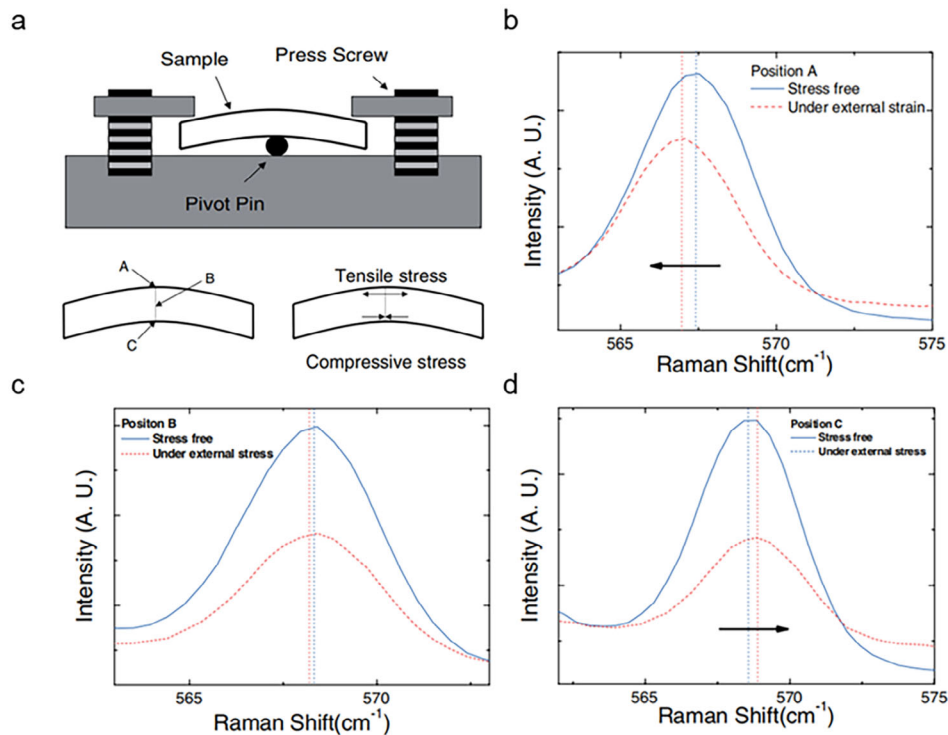 a
Sample
Press Screw
Pivot Pin
A
B
C
Tensile stress
Compressive stress
b
Position A
Stress free
Under external strain
Intensity (A. U.)
565
570
575
Raman Shift(cm-1)
c
Positon B
Stress free
Under external stress
Intensity (A. U.)
565
570
Raman Shift(cm-1)
d
Position C
Stress free
Under external stress
Intensity (A. U.)
565
570
575
Raman Shift(cm-1)